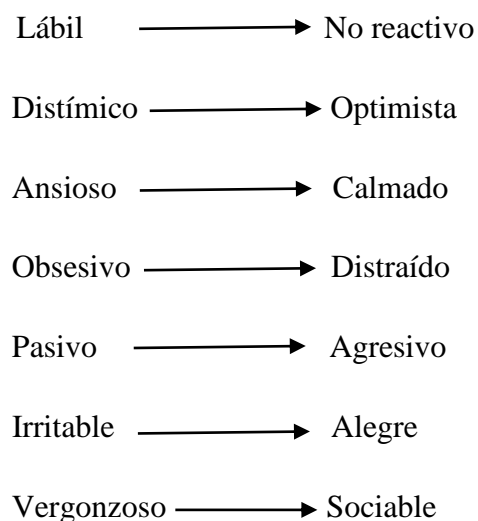 Lábil No reactivo
Distímico Optimista
Ansioso Calmado
Obsesivo Distraído
Pasivo Agresivo
Irritable Alegre
Vergonzoso Sociable